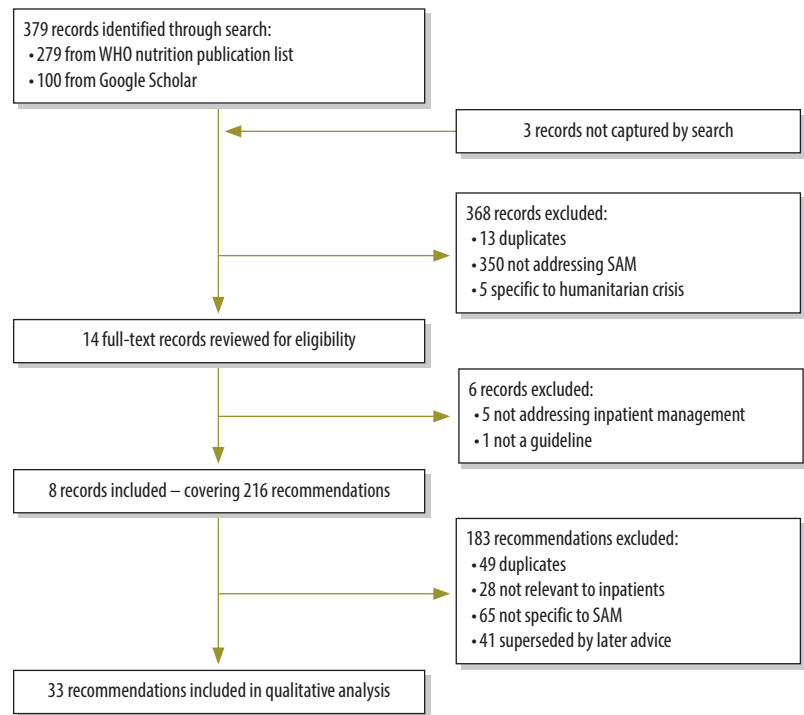 379 records identified through search:
• 279 from WHO nutrition publication list
• 100 from Google Scholar
3 records not captured by search
368 records excluded:
• 13 duplicates
• 350 not addressing SAM
• 5 specific to humanitarian crisis
14 full-text records reviewed for eligibility
6 records excluded:
• 5 not addressing inpatient management
• 1 not a guideline
8 records included – covering 216 recommendations
183 recommendations excluded:
• 49 duplicates
• 28 not relevant to inpatients
• 65 not specific to SAM
• 41 superseded by later advice
33 recommendations included in qualitative analysis